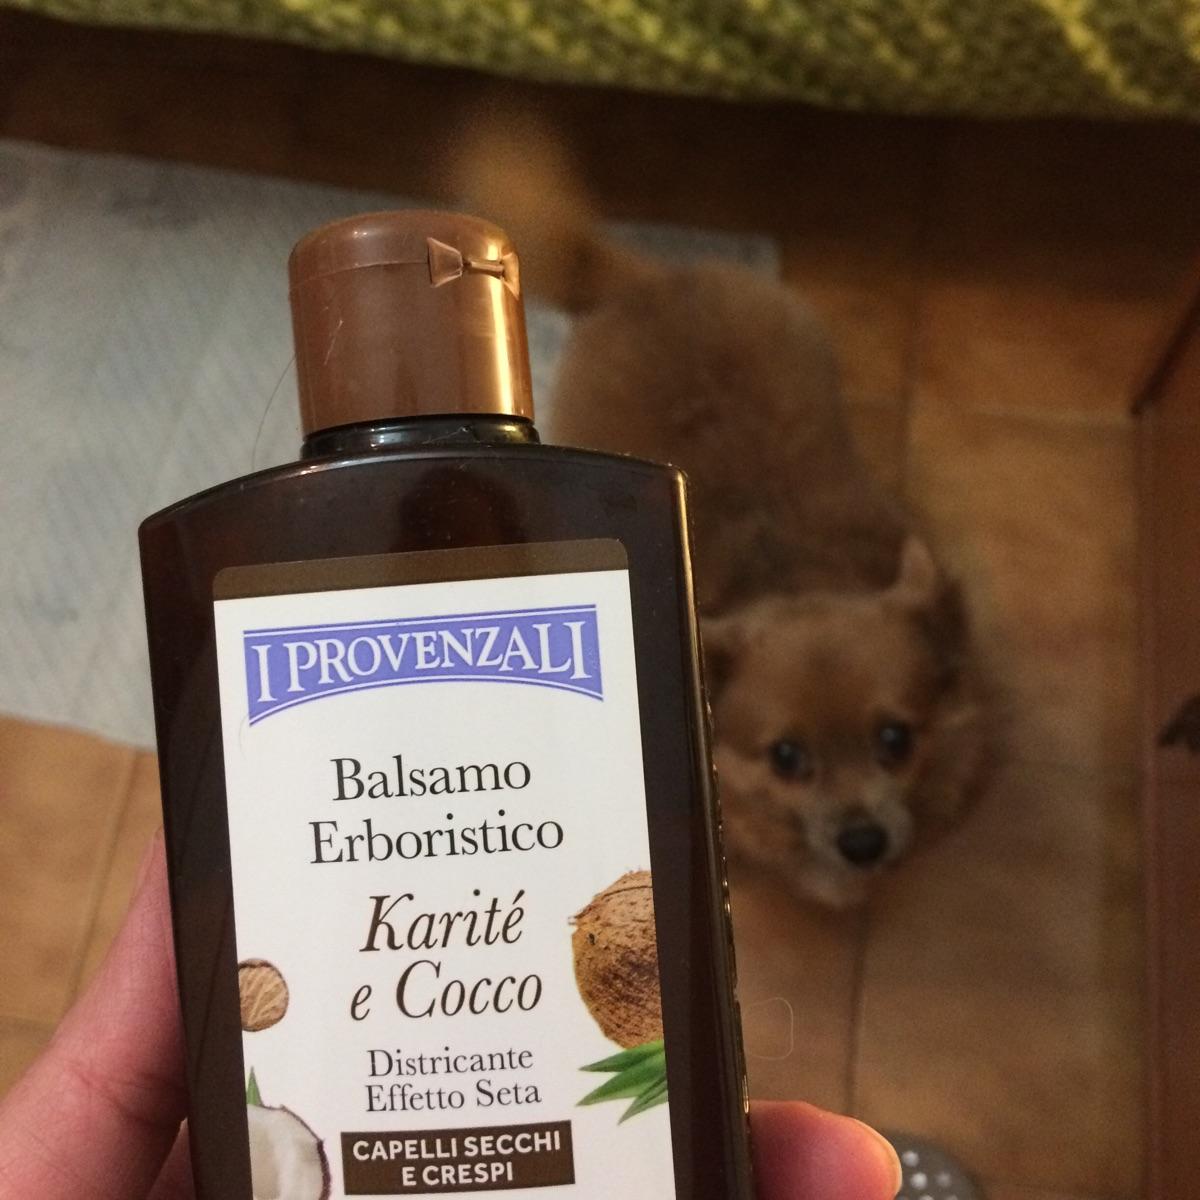 I PROVENZALI
Balsamo
Erboristico
Karité
e Cocco
Districante
Effetto Seta
CAPELLI SECCHI
E CRESPI